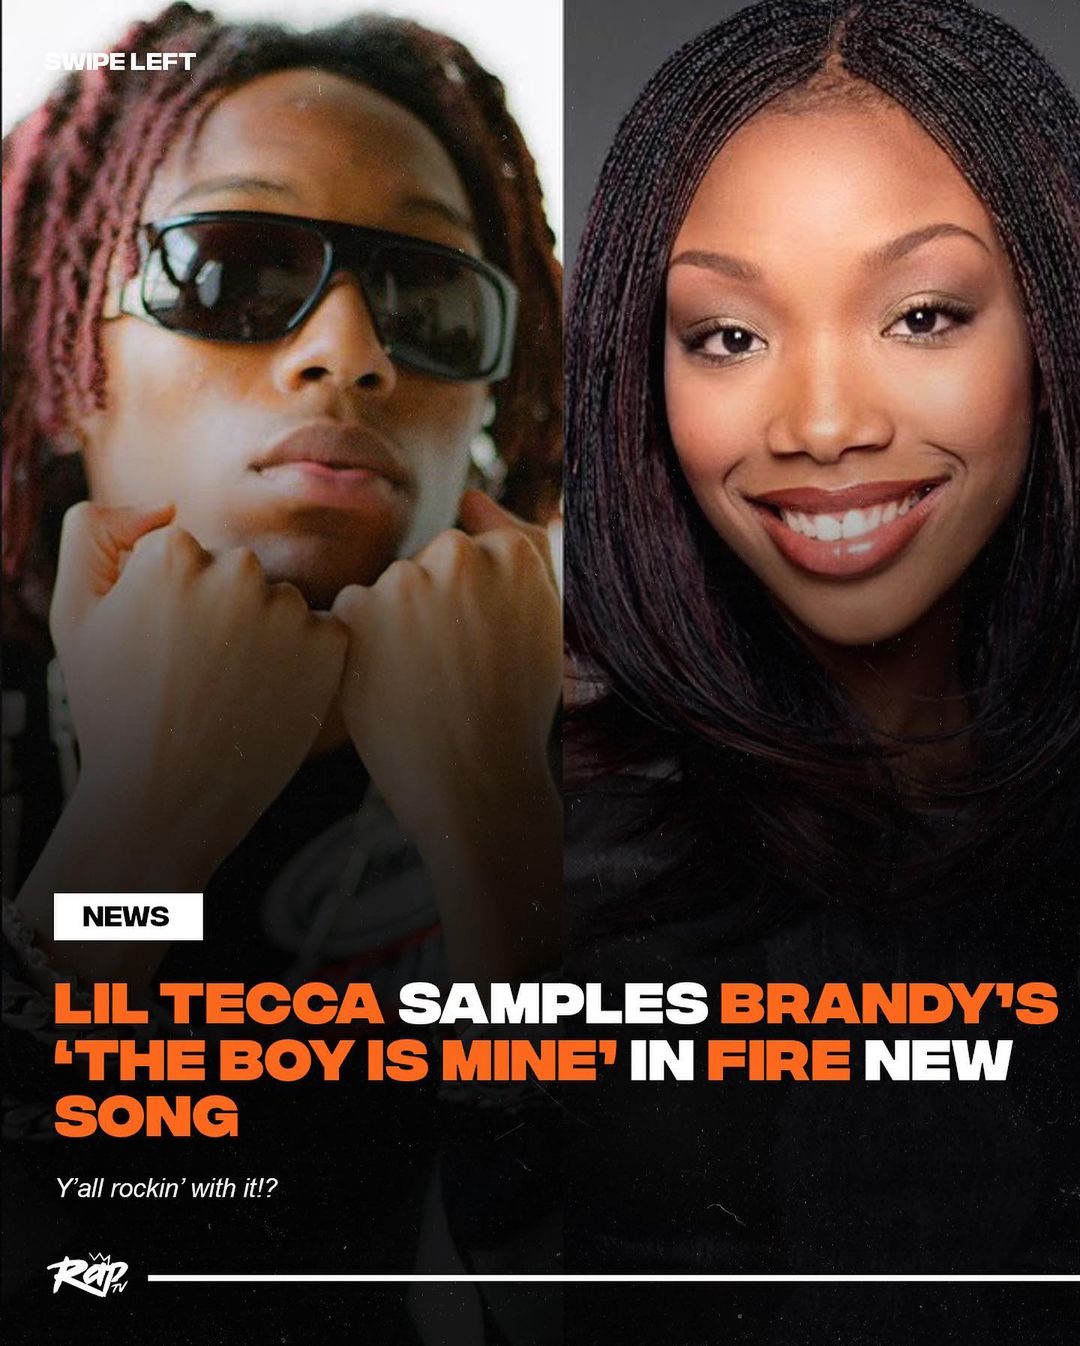 SWIPE LEFT
NEWS
LIL TECCA SAMPLES BRANDY’S
‘THE BOY IS MINE’ IN FIRE NEW
SONG
Y’all rockin’ with it!?
Rap TV